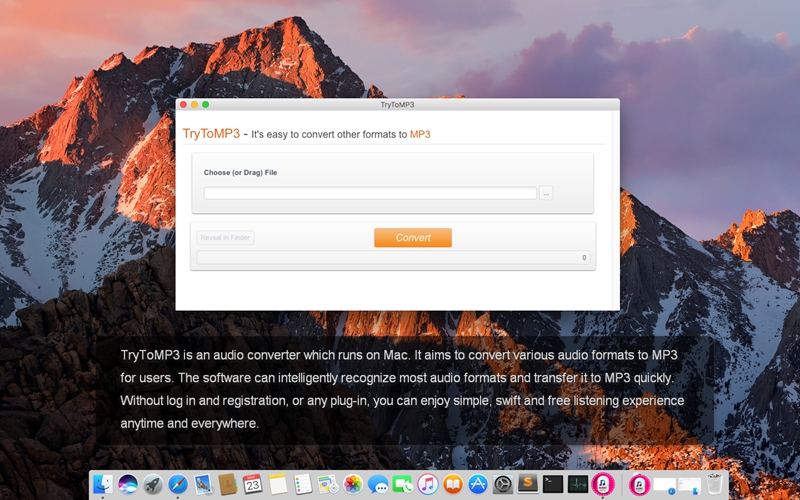 TryToMP3
TryToMP3 - It's easy to convert other formats to MP3
Choose (or Drag) File
...
Reveal in Finder
Convert
0
TryToMP3 is an audio converter which runs on Mac. It aims to convert various audio formats to MP3
for users. The software can intelligently recognize most audio formats and transfer it to MP3 quickly.
Without log in and registration, or any plug-in, you can enjoy simple, swift and free listening experience
anytime and everywhere.
23